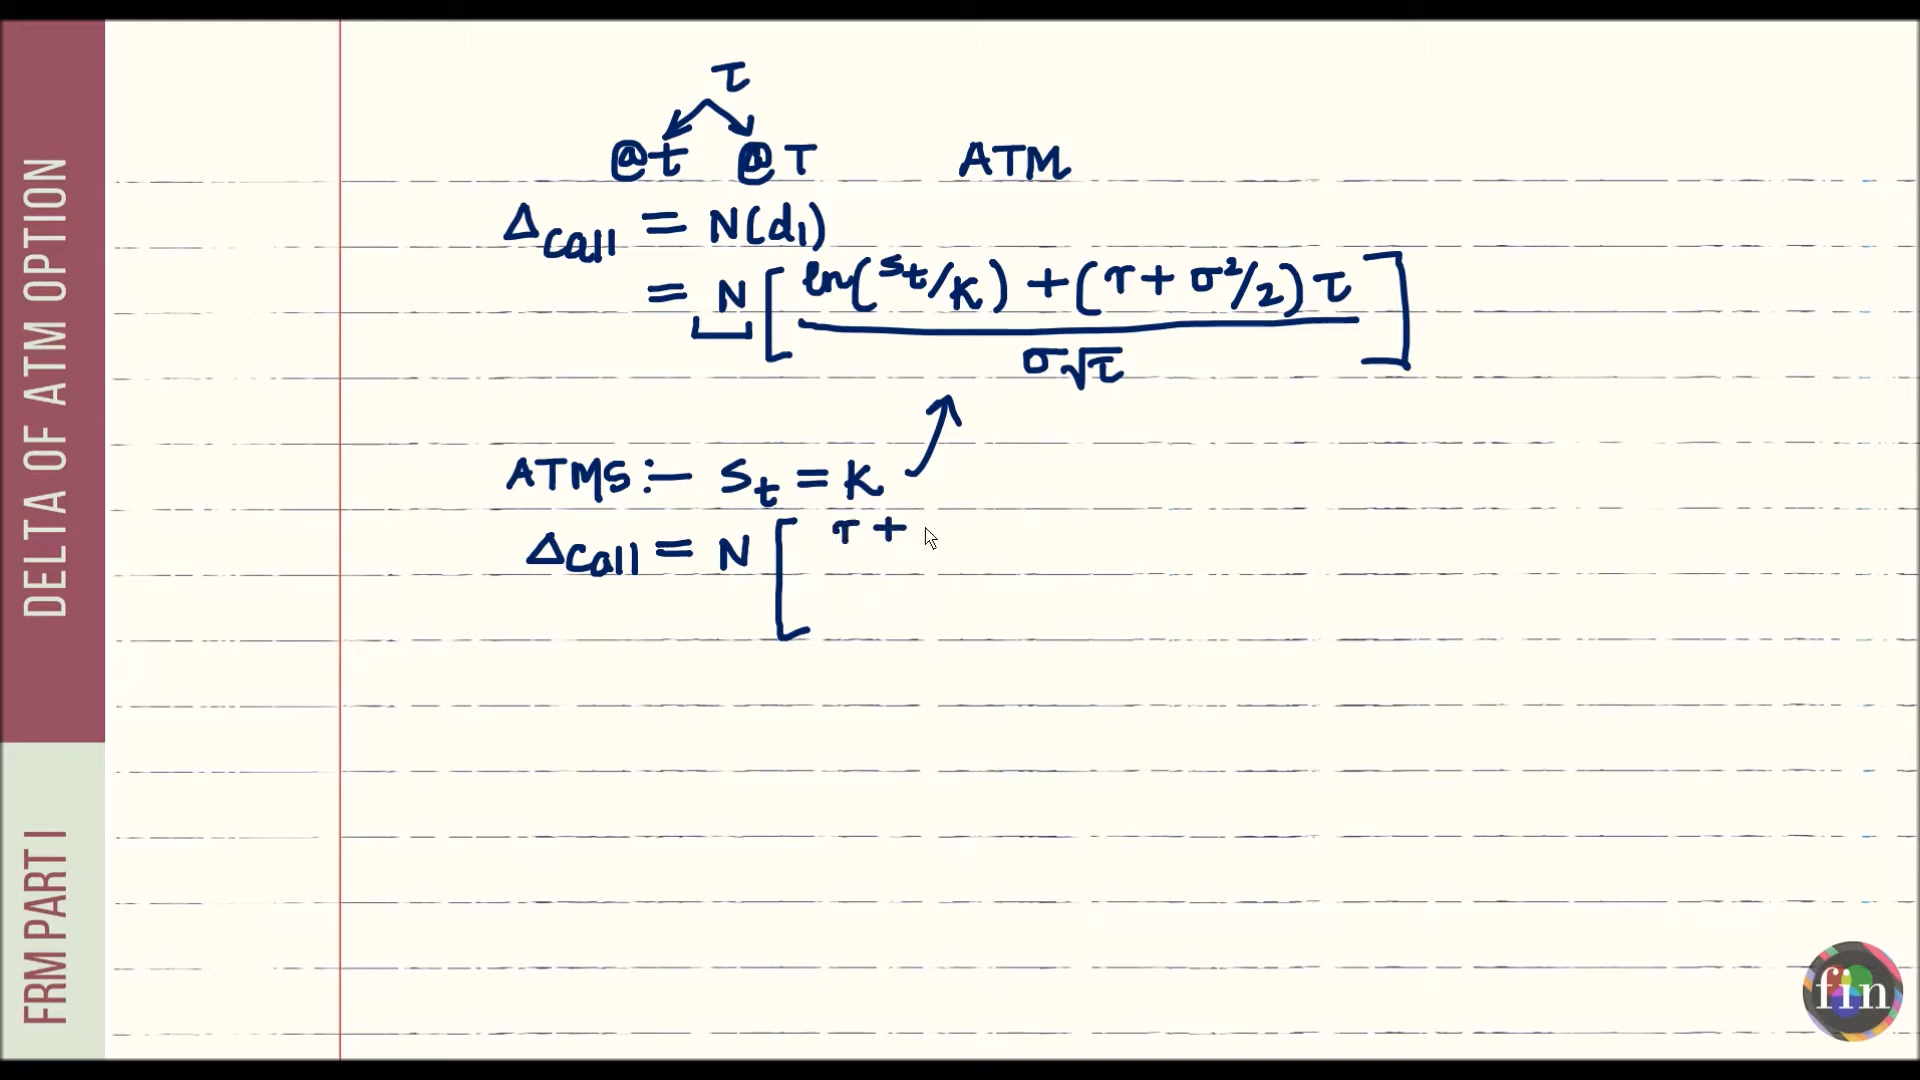 DELTA OF ATM OPTION
FRM PART I
τ
@t @T ATM
Δcall = N(d1)
= N [ ln(St/K) + (r + σ²/2) τ ]
σ√τ
ATMS :- St = K
Δcall = N [ r +
fin